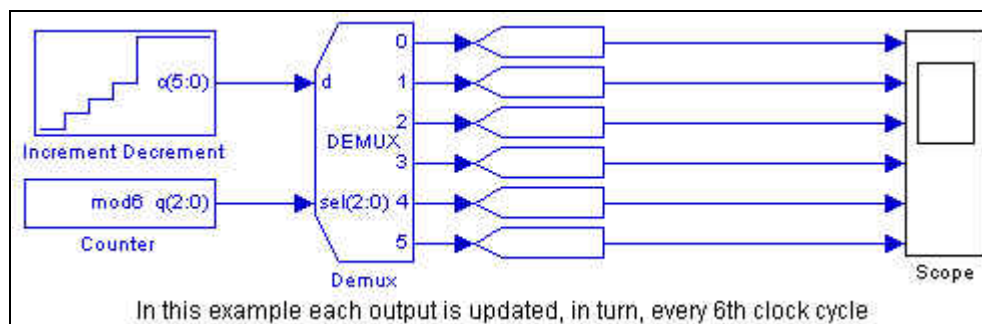 0
q(5:0)
d
1
2
DEMUX
Increment Decrement
3
mod6 q(2:0)
sel(2:0) 4
Counter
5
Demux
Scope
In this example each output is updated, in turn, every 6th clock cycle